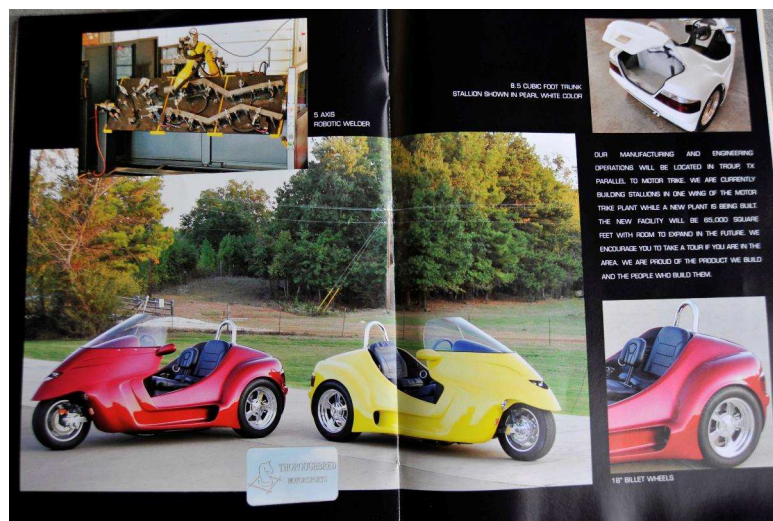 5 AXIS
ROBOTIC WELDER
8.5 CUBIC FOOT TRUNK
STALLION SHOWN IN PEARL WHITE COLOR
OUR MANUFACTURING AND ENGINEERING
OPERATIONS WILL BE LOCATED IN TROUP, TX
PARALLEL TO MOTOR TRIKE. WE ARE CURRENTLY
BUILDING STALLIONS IN ONE WING OF THE MOTOR
TRIKE PLANT WHILE A NEW PLANT IS BEING BUILT.
THE NEW FACILITY WILL BE 65,000 SQUARE
FEET WITH ROOM TO EXPAND IN THE FUTURE. WE
ENCOURAGE YOU TO TAKE A TOUR IF YOU ARE IN THE
AREA. WE ARE PROUD OF THE PRODUCT WE BUILD
AND THE PEOPLE WHO BUILD THEM.
THOROUGHBRED
MOTORSPORTS
18" BILLET WHEELS